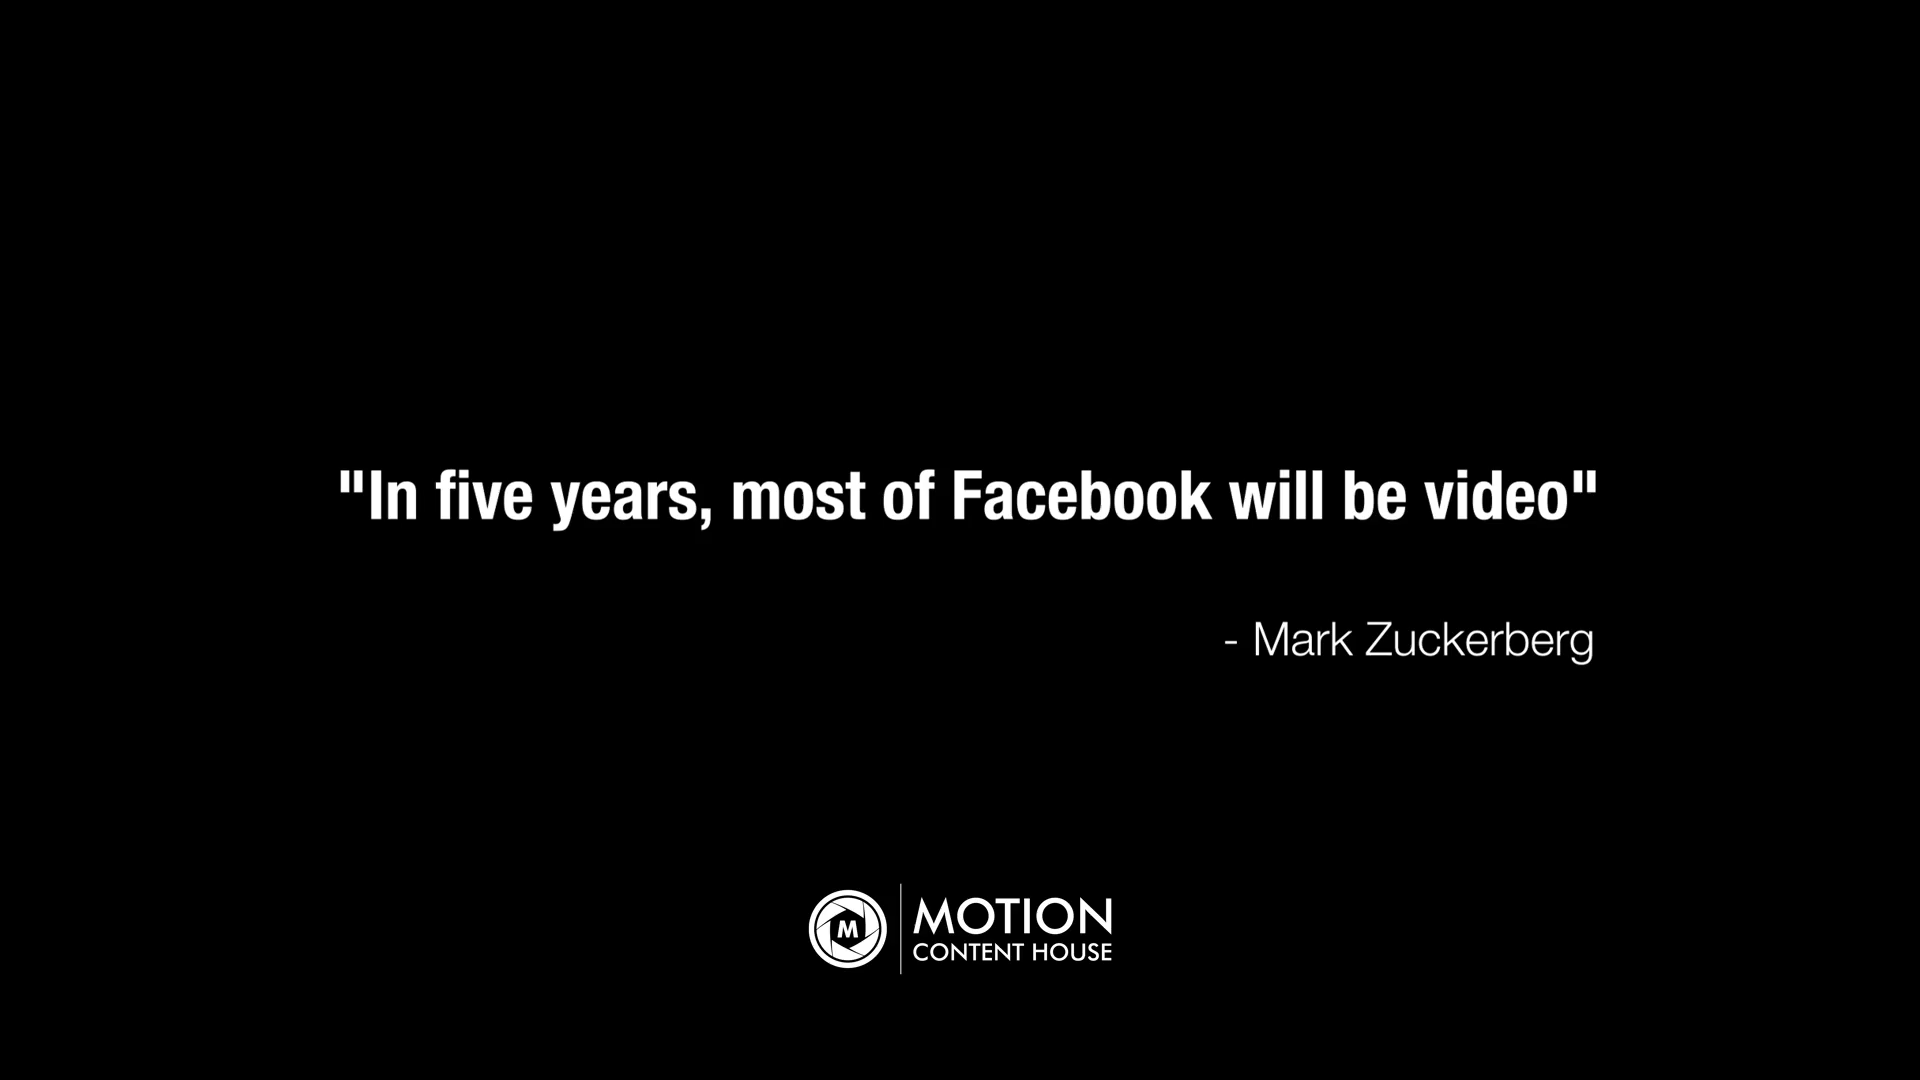 "In five years, most of Facebook will be video"
- Mark Zuckerberg
M
MOTION
CONTENT HOUSE